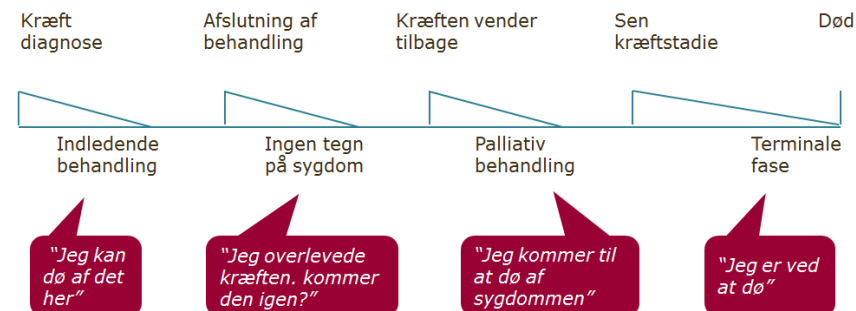 Kræft
diagnose
Afslutning af
behandling
Kræften vender
tilbage
Sen
kræftstadie
Død
Indledende
behandling
Ingen tegn
på sygdom
Palliativ
behandling
Terminale
fase
"Jeg kan
dø af det
her"
"Jeg overlevede
kræften. kommer
den igen?"
"Jeg kommer til
at dø af
sygdommen"
"Jeg er ved
at dø"